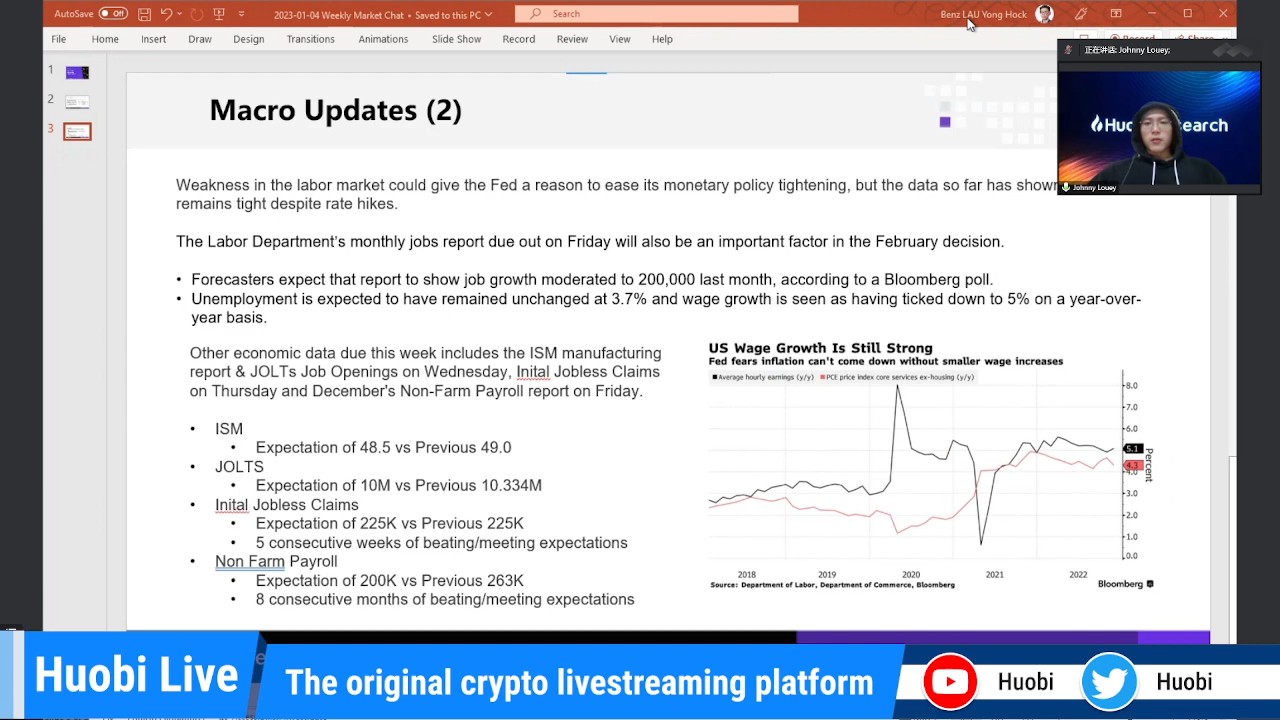 AutoSave Off 2023-01-04 Weekly Market Chat • Saved to this PC Search Benz LAU Yong Hock
File Home Insert Draw Design Transitions Animations Slide Show Record Review View Help Record Share
正在讲话: Johnny Louey;
1
2
3
Macro Updates (2)
Johnny Louey
Weakness in the labor market could give the Fed a reason to ease its monetary policy tightening, but the data so far has shown
remains tight despite rate hikes.
The Labor Department's monthly jobs report due out on Friday will also be an important factor in the February decision.
• Forecasters expect that report to show job growth moderated to 200,000 last month, according to a Bloomberg poll.
• Unemployment is expected to have remained unchanged at 3.7% and wage growth is seen as having ticked down to 5% on a year-over-
year basis.
Other economic data due this week includes the ISM manufacturing
report & JOLTs Job Openings on Wednesday, Inital Jobless Claims
on Thursday and December's Non-Farm Payroll report on Friday.
• ISM
• Expectation of 48.5 vs Previous 49.0
• JOLTS
• Expectation of 10M vs Previous 10.334M
• Inital Jobless Claims
• Expectation of 225K vs Previous 225K
• 5 consecutive weeks of beating/meeting expectations
• Non Farm Payroll
• Expectation of 200K vs Previous 263K
• 8 consecutive months of beating/meeting expectations
US Wage Growth Is Still Strong
Fed fears inflation can't come down without smaller wage increases
Average hourly earnings (y/y) PCE price index core services ex-housing (y/y)
8.0
7.0
6.0
5.1
4.3
4.0
3.0
2.0
1.0
0.0
Percent
2018 2019 2020 2021 2022
Source: Department of Labor, Department of Commerce, Bloomberg
Bloomberg
Huobi Live
The original crypto livestreaming platform
Huobi
Huobi